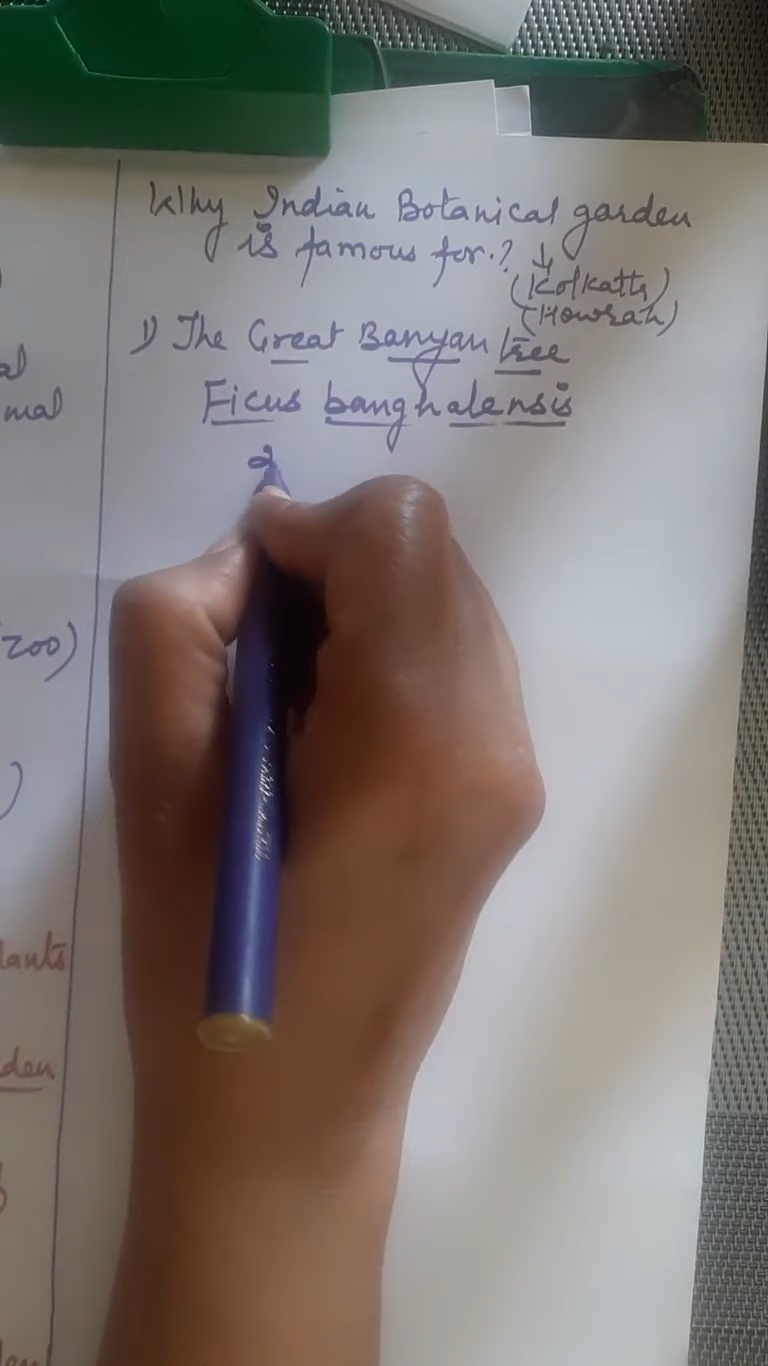 Why Indian Botanical garden
is famous for.? ↓
(Kolkatta)
(Howrah)
1) The Great Banyan tree
Ficus banghalensis
2
al
mal
zoo)
)
lants
den